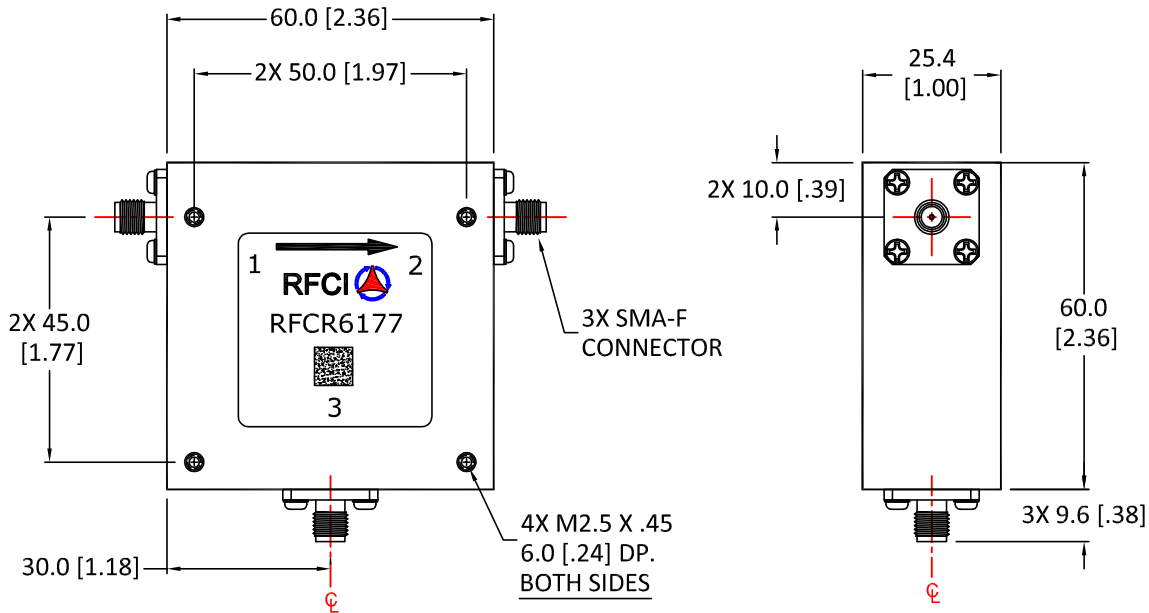 60.0 [2.36]
2X 50.0 [1.97]
25.4
[1.00]
2X 10.0 [.39]
1
2
RFCI
RFCR6177
3
2X 45.0
[1.77]
3X SMA-F
CONNECTOR
60.0
[2.36]
4X M2.5 X .45
6.0 [.24] DP.
BOTH SIDES
3X 9.6 [.38]
30.0 [1.18]
℄
℄